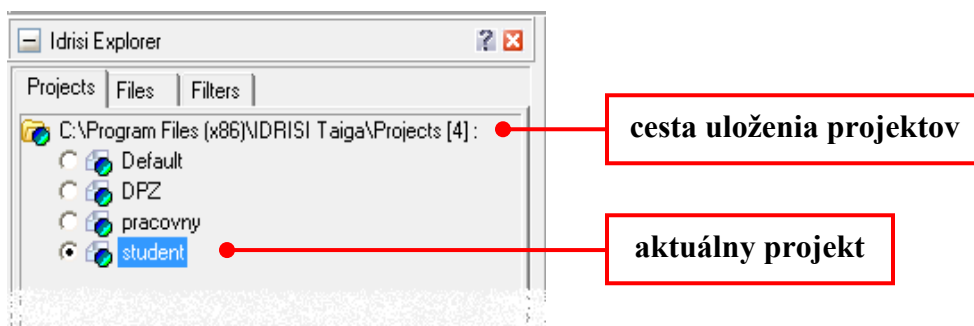 Idrisi Explorer
Projects Files Filters
C:\Program Files (x86)\IDRISI Taiga\Projects [4] :
cesta uloženia projektov
Default
DPZ
pracovny
student
aktuálny projekt